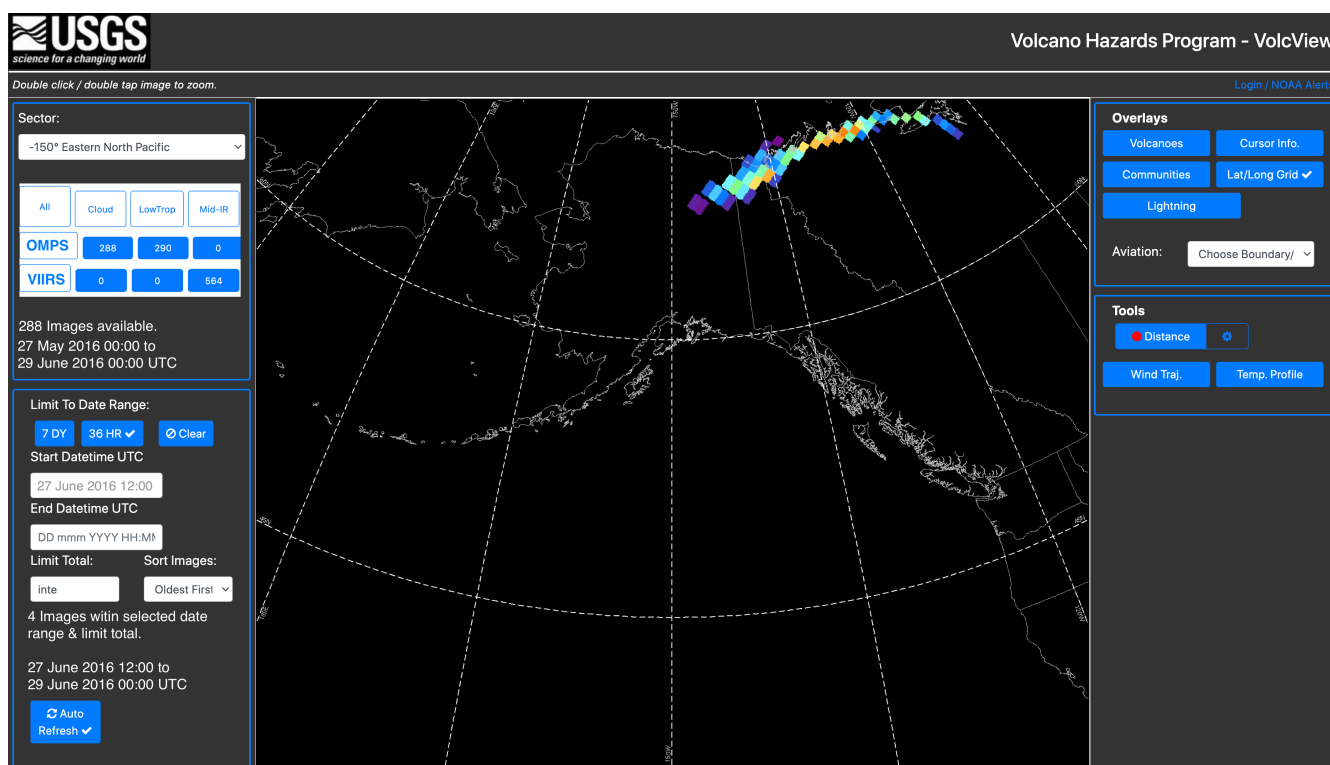 USGS
science for a changing world
Volcano Hazards Program - VolcView
Double click / double tap image to zoom.
Login / NOAA Alert
Sector:
-150° Eastern North Pacific
All Cloud LowTrop Mid-IR
OMPS 288 290 0
VIIRS 0 0 564
288 Images available.
27 May 2016 00:00 to
29 June 2016 00:00 UTC
Limit To Date Range:
7 DY 36 HR Clear
Start Datetime UTC
27 June 2016 12:00
End Datetime UTC
DD mmm YYYY HH:MM
Limit Total: Sort Images:
inte Oldest First
4 Images witin selected date
range & limit total.
27 June 2016 12:00 to
29 June 2016 00:00 UTC
Auto
Refresh
150W
Overlays
Volcanoes Cursor Info.
Communities Lat/Long Grid
Lightning
Aviation: Choose Boundary/
Tools
Distance
Wind Traj. Temp. Profile